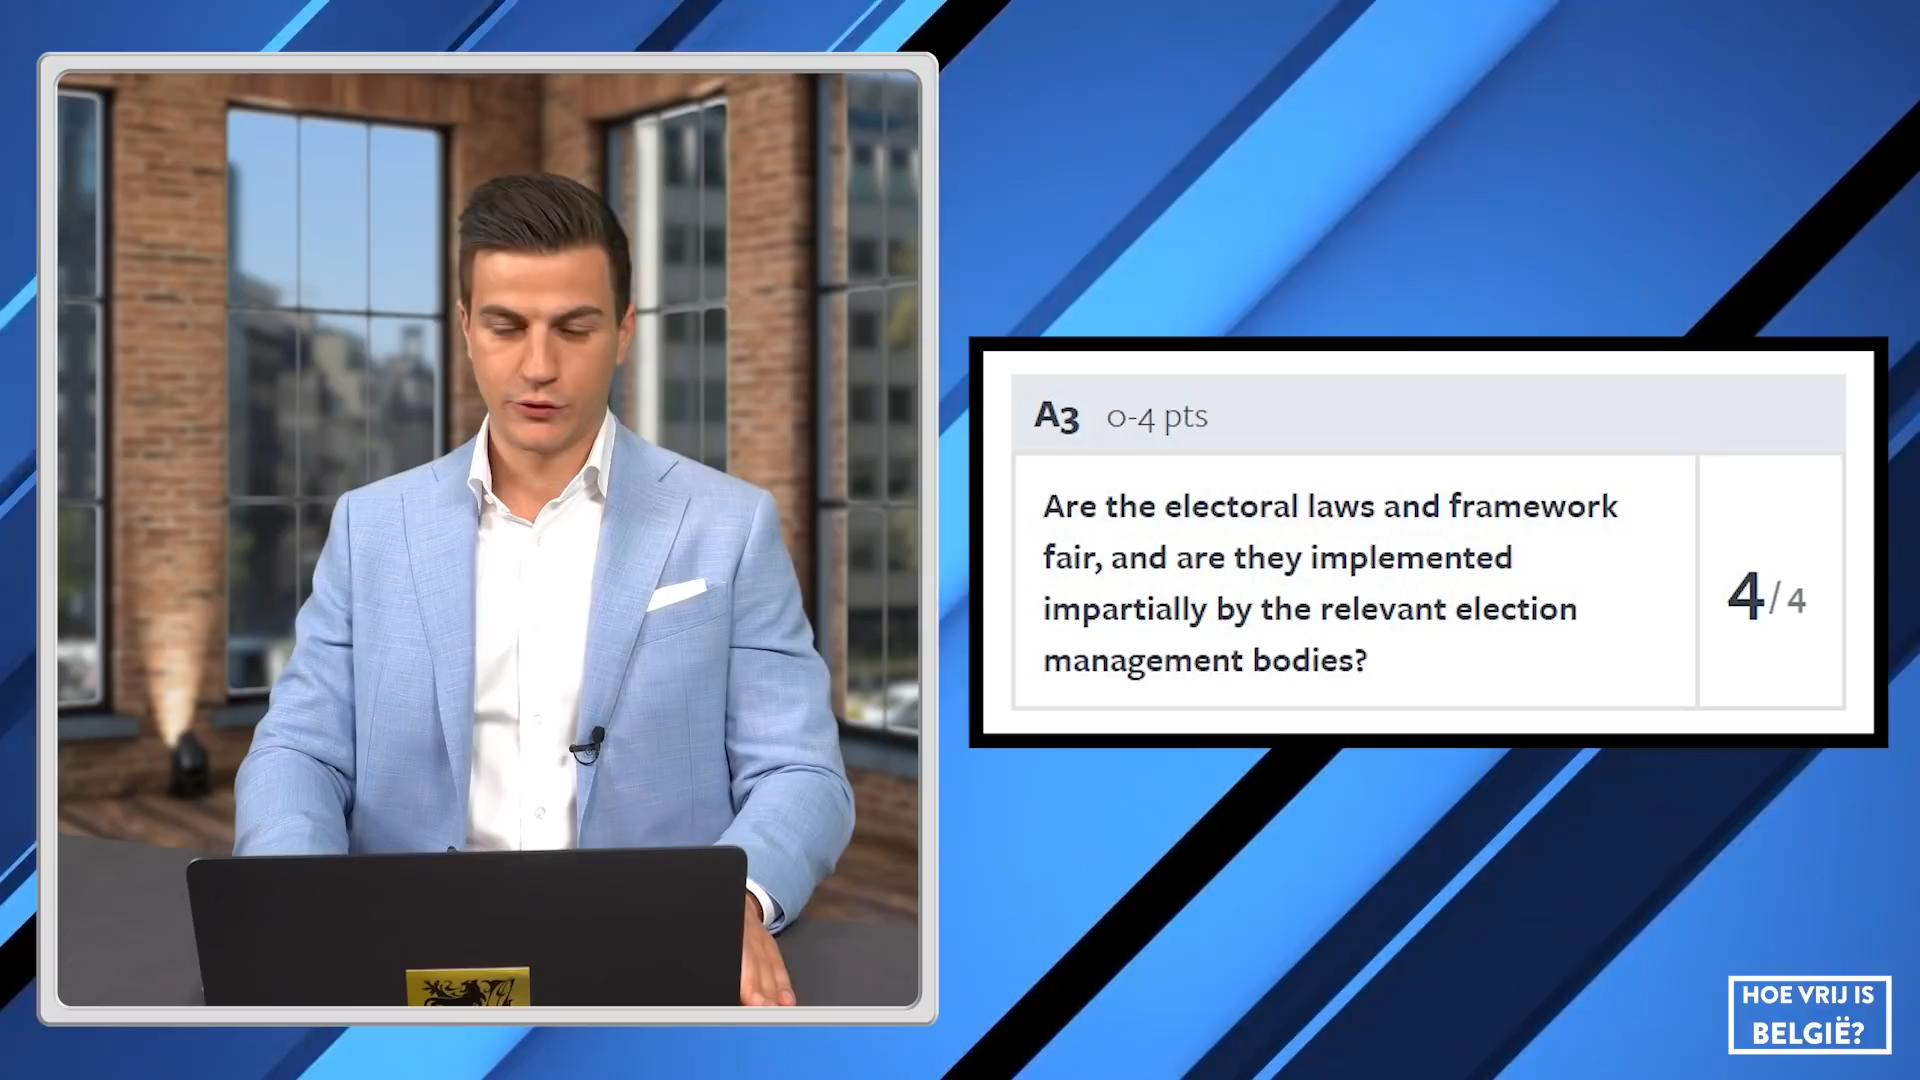 A3 0-4 pts
Are the electoral laws and framework
fair, and are they implemented
impartially by the relevant election
management bodies?
4/4
HOE VRIJ IS
BELGIË?